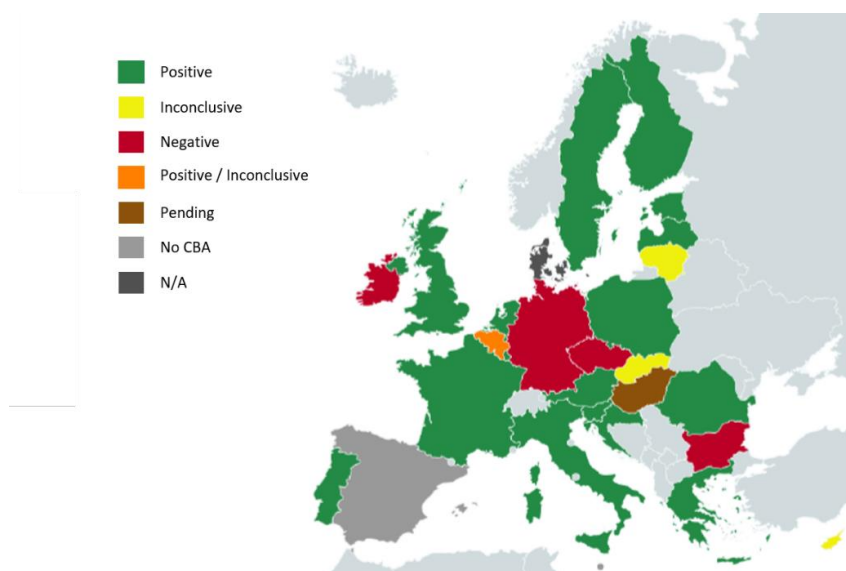 Positive
Inconclusive
Negative
Positive / Inconclusive
Pending
No CBA
N/A